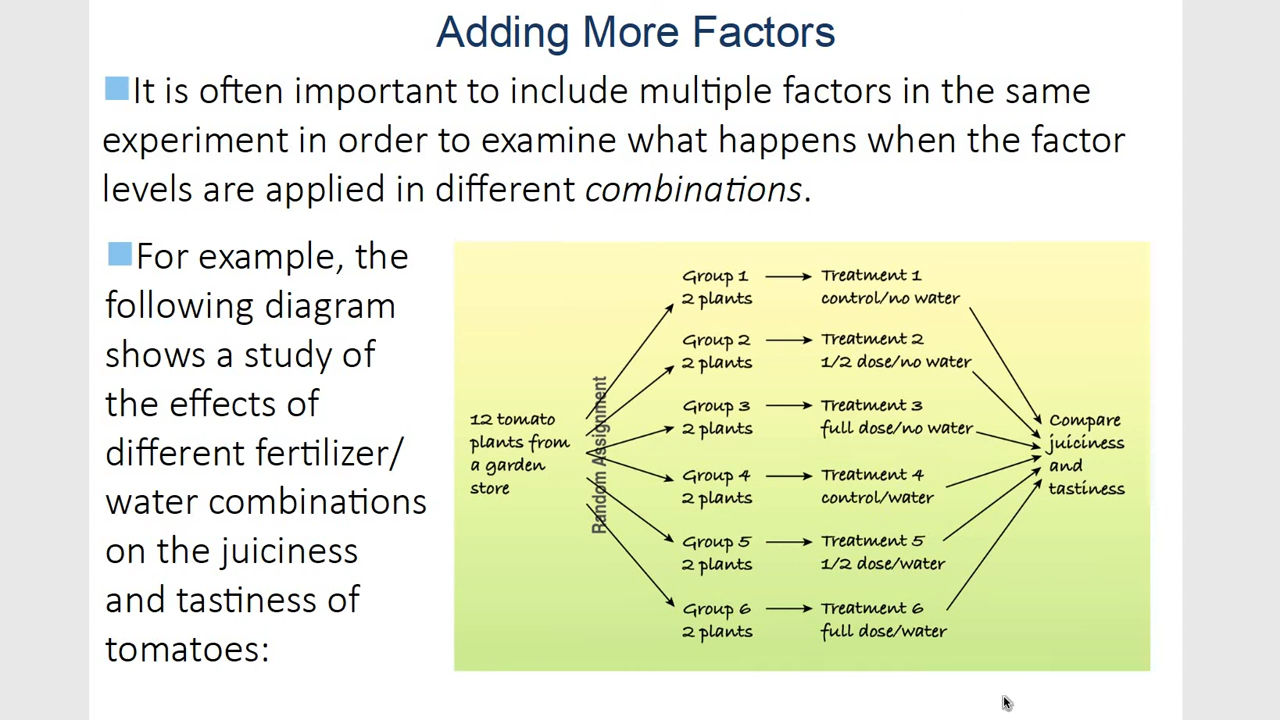 Adding More Factors
It is often important to include multiple factors in the same
experiment in order to examine what happens when the factor
levels are applied in different combinations.
For example, the
following diagram
shows a study of
the effects of
different fertilizer/
water combinations
on the juiciness
and tastiness of
tomatoes:
12 tomato
plants from
a garden
store
Random Assignment
Group 1
2 plants
Treatment 1
control/no water
Group 2
2 plants
Treatment 2
1/2 dose/no water
Group 3
2 plants
Treatment 3
full dose/no water
Group 4
2 plants
Treatment 4
control/water
Group 5
2 plants
Treatment 5
1/2 dose/water
Group 6
2 plants
Treatment 6
full dose/water
Compare
juiciness
and
tastiness